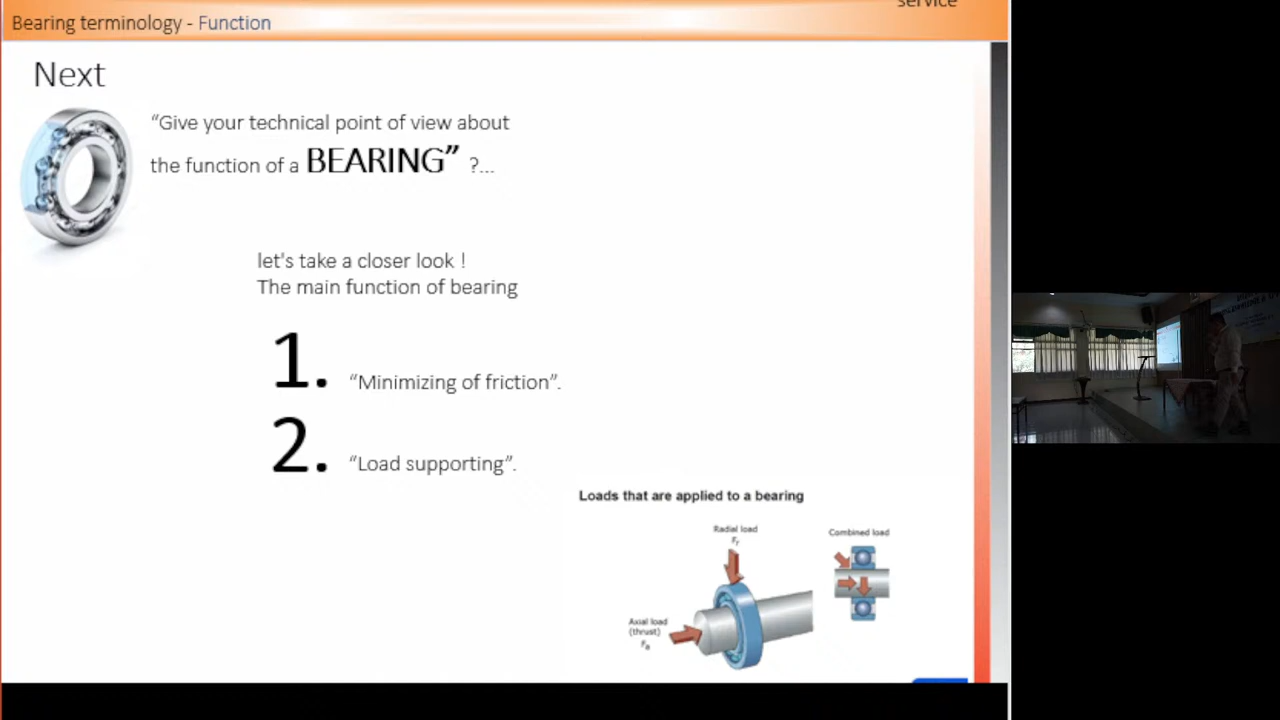 service
Bearing terminology - Function
Next
“Give your technical point of view about
the function of a BEARING” ?...
let's take a closer look !
The main function of bearing
1. “Minimizing of friction”.
2. “Load supporting”.
Loads that are applied to a bearing
Radial load
Fr
Combined load
Axial load
(thrust)
Fa